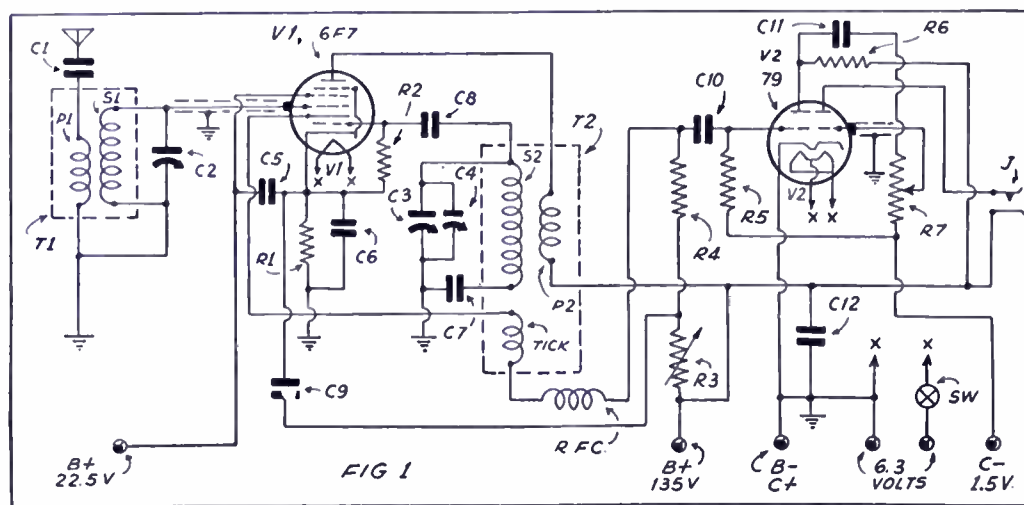 C1
P1
S1
C2
T1
V1, 6F7
R2
C8
V1
X X
C5
R1
C6
C3
C4
S2
T2
C7
P2
TICK
C9
R FC.
C10
C11
R6
V2
79
V2
X X
R5
R4
R7
J
C12
R3
X
X
SW
B+
22.5V
FIG 1
B+
135V
B-
C+
6.3
VOLTS
C-
1.5V.